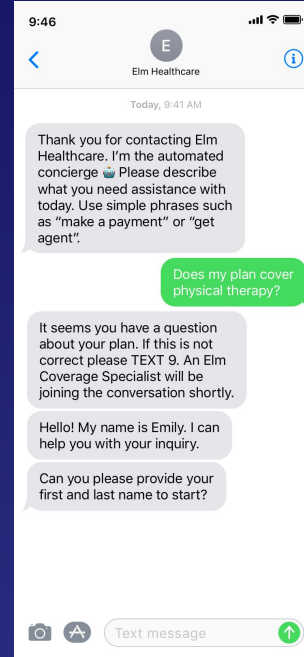 9:46
E
Elm Healthcare
Today, 9:41 AM
Thank you for contacting Elm
Healthcare. I’m the automated
concierge 🤖 Please describe
what you need assistance with
today. Use simple phrases such
as “make a payment” or “get
agent”.
Does my plan cover
physical therapy?
It seems you have a question
about your plan. If this is not
correct please TEXT 9. An Elm
Coverage Specialist will be
joining the conversation shortly.
Hello! My name is Emily. I can
help you with your inquiry.
Can you please provide your
first and last name to start?
Text message